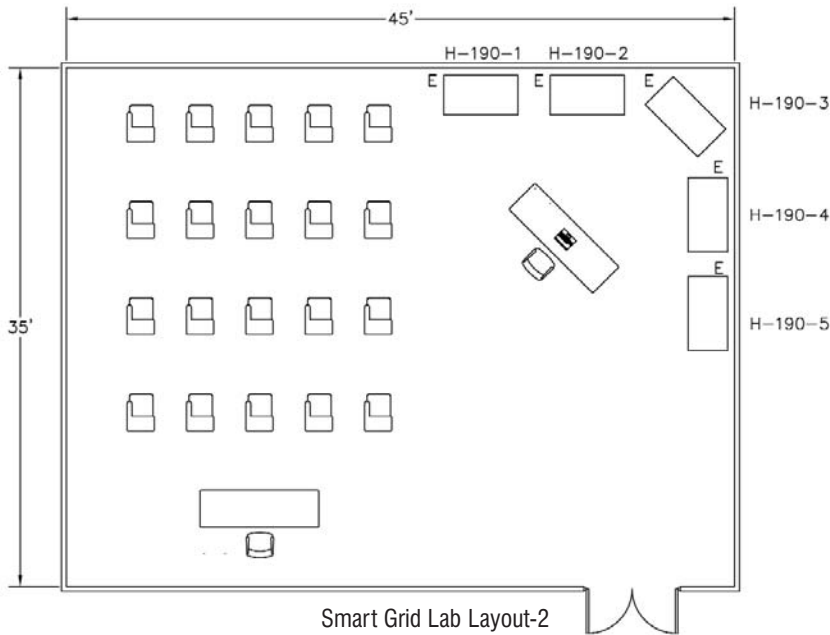 45'
H-190-1 H-190-2
E E E
H-190-3
E
H-190-4
E
35'
H-190-5
Smart Grid Lab Layout-2